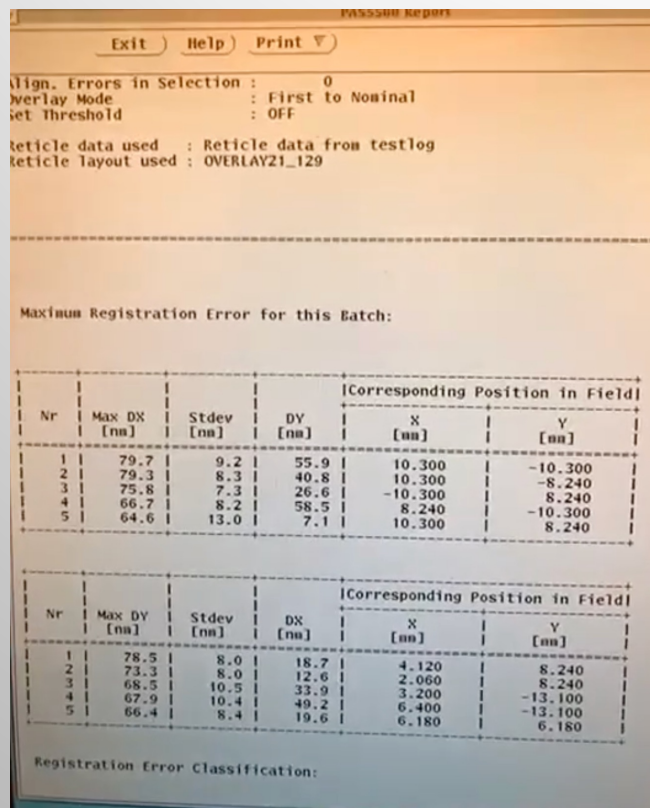 PAS5500 Report
Exit Help Print
Align. Errors in Selection : 0
Overlay Mode : First to Nominal
Set Threshold : OFF
Reticle data used : Reticle data from testlog
Reticle layout used : OVERLAY21_129
Maximum Registration Error for this Batch:
Corresponding Position in Field
Nr Max DX Stdev DY X Y
[nm] [nm] [nm] [mm] [mm]
1 79.7 9.2 55.9 10.300 -10.300
2 79.3 8.3 40.8 10.300 -8.240
3 75.8 7.3 26.6 -10.300 8.240
4 66.7 8.2 58.5 8.240 -10.300
5 64.6 13.0 7.1 10.300 8.240
Corresponding Position in Field
Nr Max DY Stdev DX X Y
[nm] [nm] [nm] [mm] [mm]
1 78.5 8.0 18.7 4.120 8.240
2 73.3 8.0 12.6 2.060 8.240
3 68.5 10.5 33.9 3.200 -13.100
4 67.9 10.4 49.2 6.400 -13.100
5 66.4 8.4 19.6 6.180 6.180
Registration Error Classification: